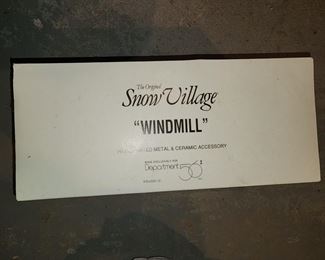 The Original
Snow Village
"WINDMILL"
METAL & CERAMIC ACCESSORY
Department
56